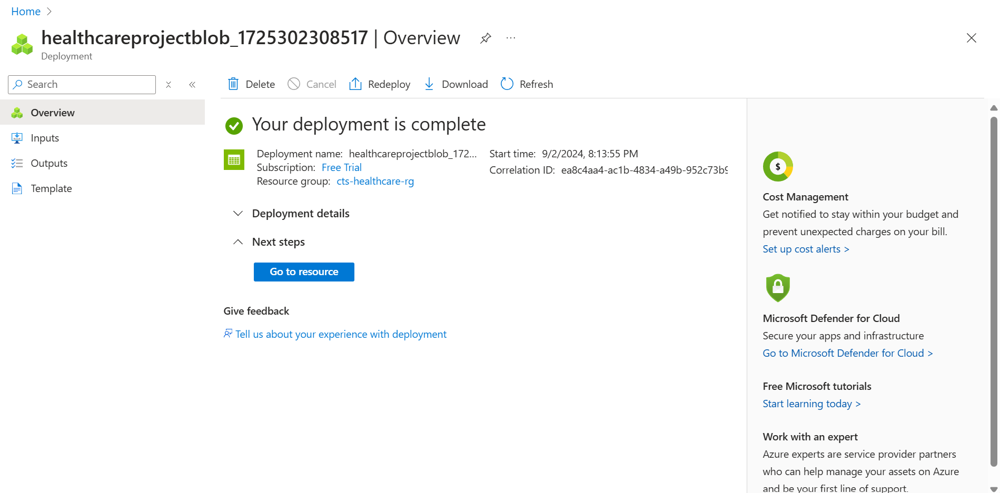 Home
healthcareprojectblob_1725302308517 | Overview
Deployment
Search
Delete
Cancel
Redeploy
Download
Refresh
Overview
Inputs
Outputs
Template
Your deployment is complete
Deployment name: healthcareprojectblob_172...
Subscription: Free Trial
Resource group: cts-healthcare-rg
Start time: 9/2/2024, 8:13:55 PM
Correlation ID: ea8c4aa4-ac1b-4834-a49b-952c73b9
Deployment details
Next steps
Go to resource
Give feedback
Tell us about your experience with deployment
$
Cost Management
Get notified to stay within your budget and
prevent unexpected charges on your bill.
Set up cost alerts >
Microsoft Defender for Cloud
Secure your apps and infrastructure
Go to Microsoft Defender for Cloud >
Free Microsoft tutorials
Start learning today >
Work with an expert
Azure experts are service provider partners
who can help manage your assets on Azure
and be your first line of support.